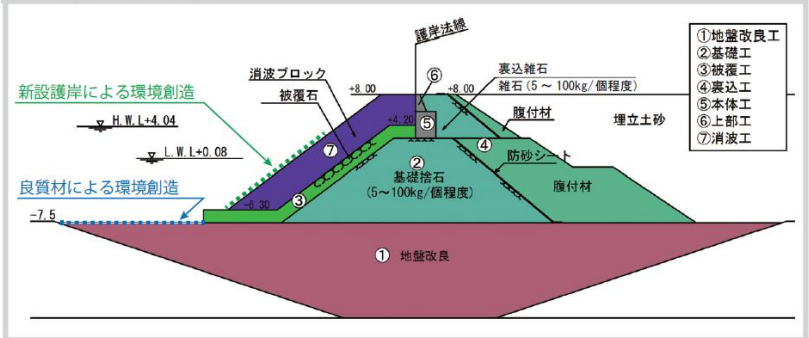 護岸法線
①地盤改良工
②基礎工
③被覆工
④裏込工
⑤本体工
⑥上部工
⑦消波工
消波ブロック
+8.00
⑥
+8.00
裏込雑石
雑石(5~100kg/個程度)
新設護岸による環境創造
被覆石
腹付材
埋立土砂
H.W.L+4.04
+4.20
⑤
L.W.L+0.08
⑦
④
防砂シート
②
基礎捨石
(5~100kg/個程度)
腹付材
良質材による環境創造
-6.30
③
-7.5
① 地盤改良